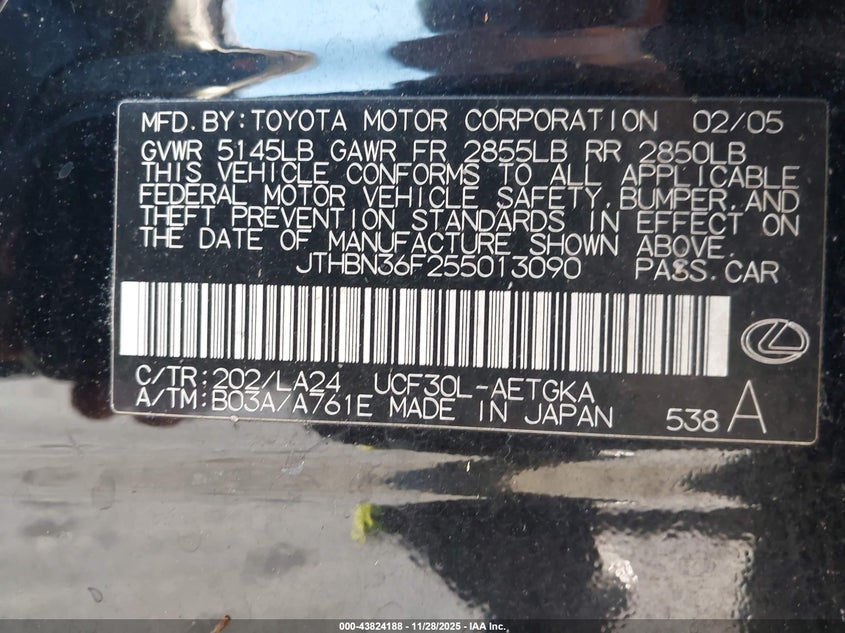 MFD.BY:TOYOTA MOTOR CORPORATION 02/05
GVWR 5145LB GAWR FR 2855LB RR 2850LB
THIS VEHICLE CONFORMS TO ALL APPLICABLE
FEDERAL MOTOR VEHICLE SAFETY,BUMPER,AND
THEFT PREVENTION STANDARDS IN EFFECT ON
THE DATE OF MANUFACTURE SHOWN ABOVE.
JTHBN36F255013090 PASS.CAR
C/TR:202/LA24 UCF30L-AETGKA
A/TM:B03A/A761E MADE IN JAPAN 538 A
000-43824188 - 11/28/2025 - IAA Inc.